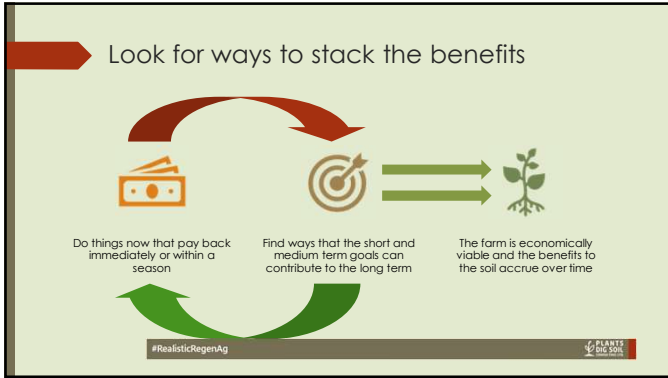 Look for ways to stack the benefits
Do things now that pay back
immediately or within a
season
Find ways that the short and
medium term goals can
contribute to the long term
The farm is economically
viable and the benefits to
the soil accrue over time
#RealisticRegenAg
PLANTS
DIG SOIL